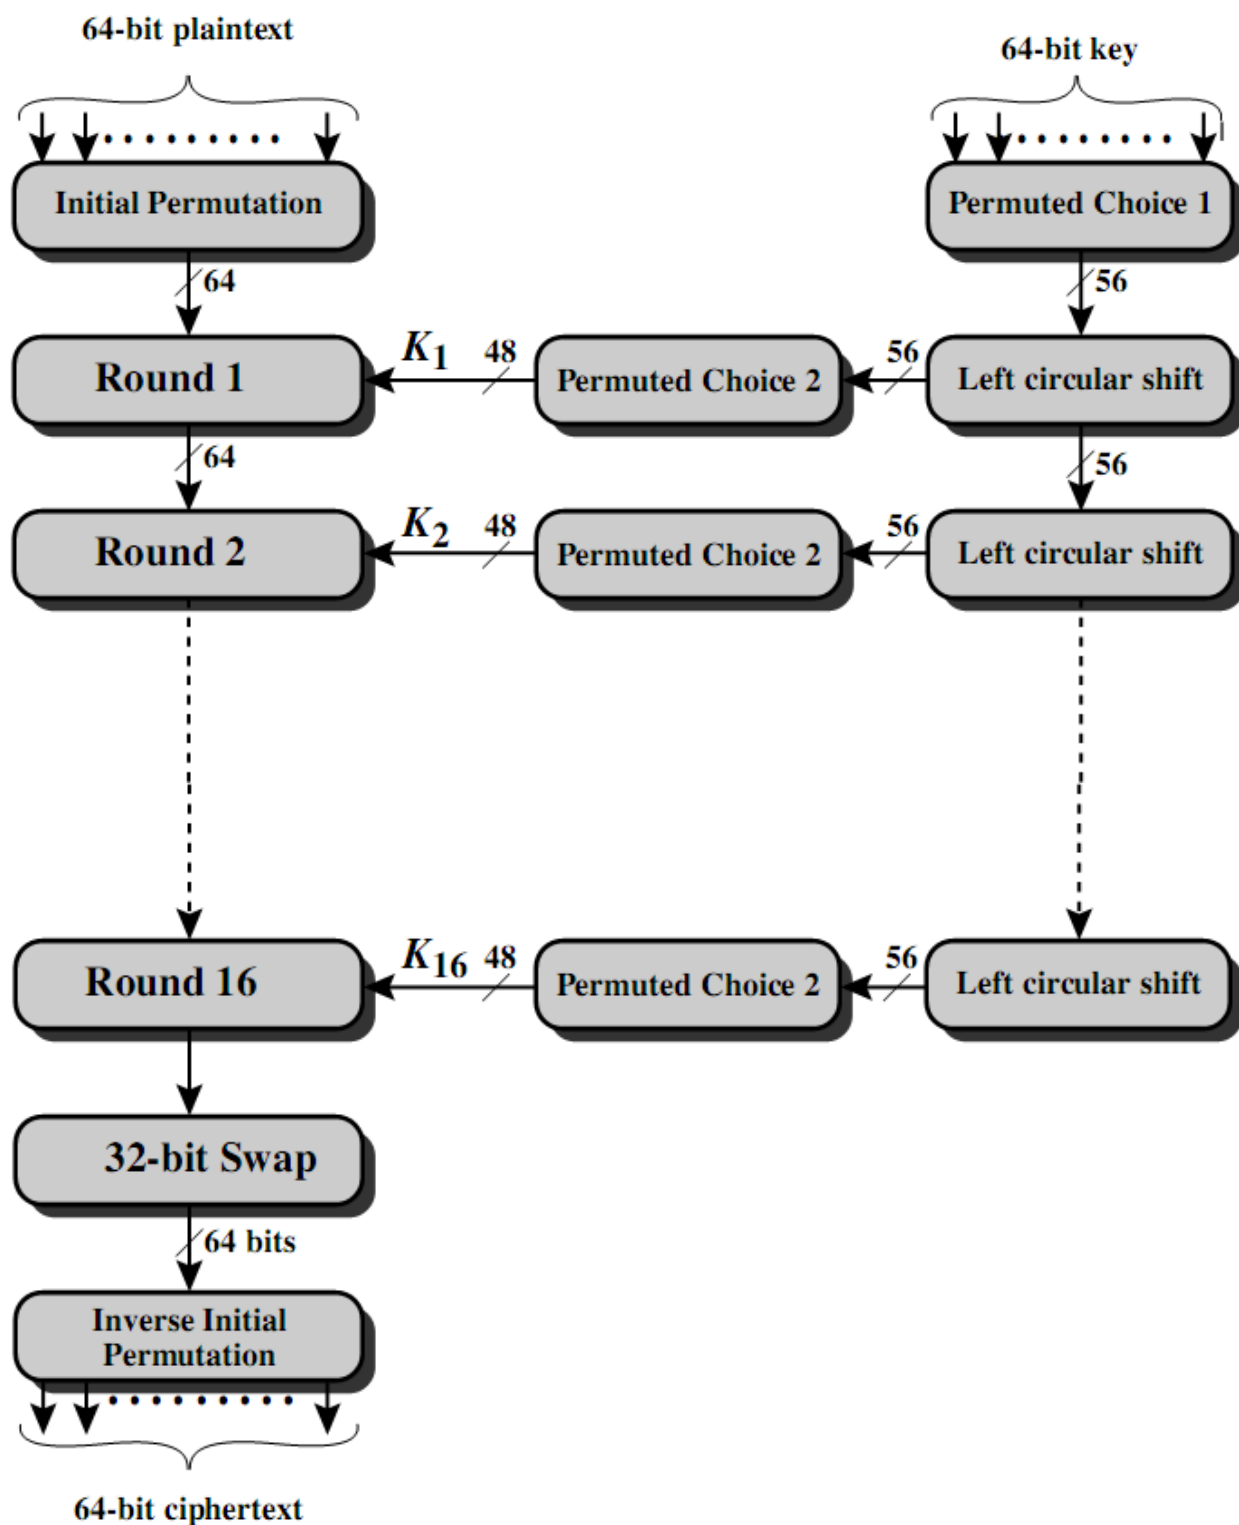 64-bit plaintext
64-bit key
Initial Permutation
Permuted Choice 1
64
56
Round 1
K1
48
Permuted Choice 2
56
Left circular shift
64
56
Round 2
K2
48
Permuted Choice 2
56
Left circular shift
Round 16
K16
48
Permuted Choice 2
56
Left circular shift
32-bit Swap
64 bits
Inverse Initial
Permutation
64-bit ciphertext